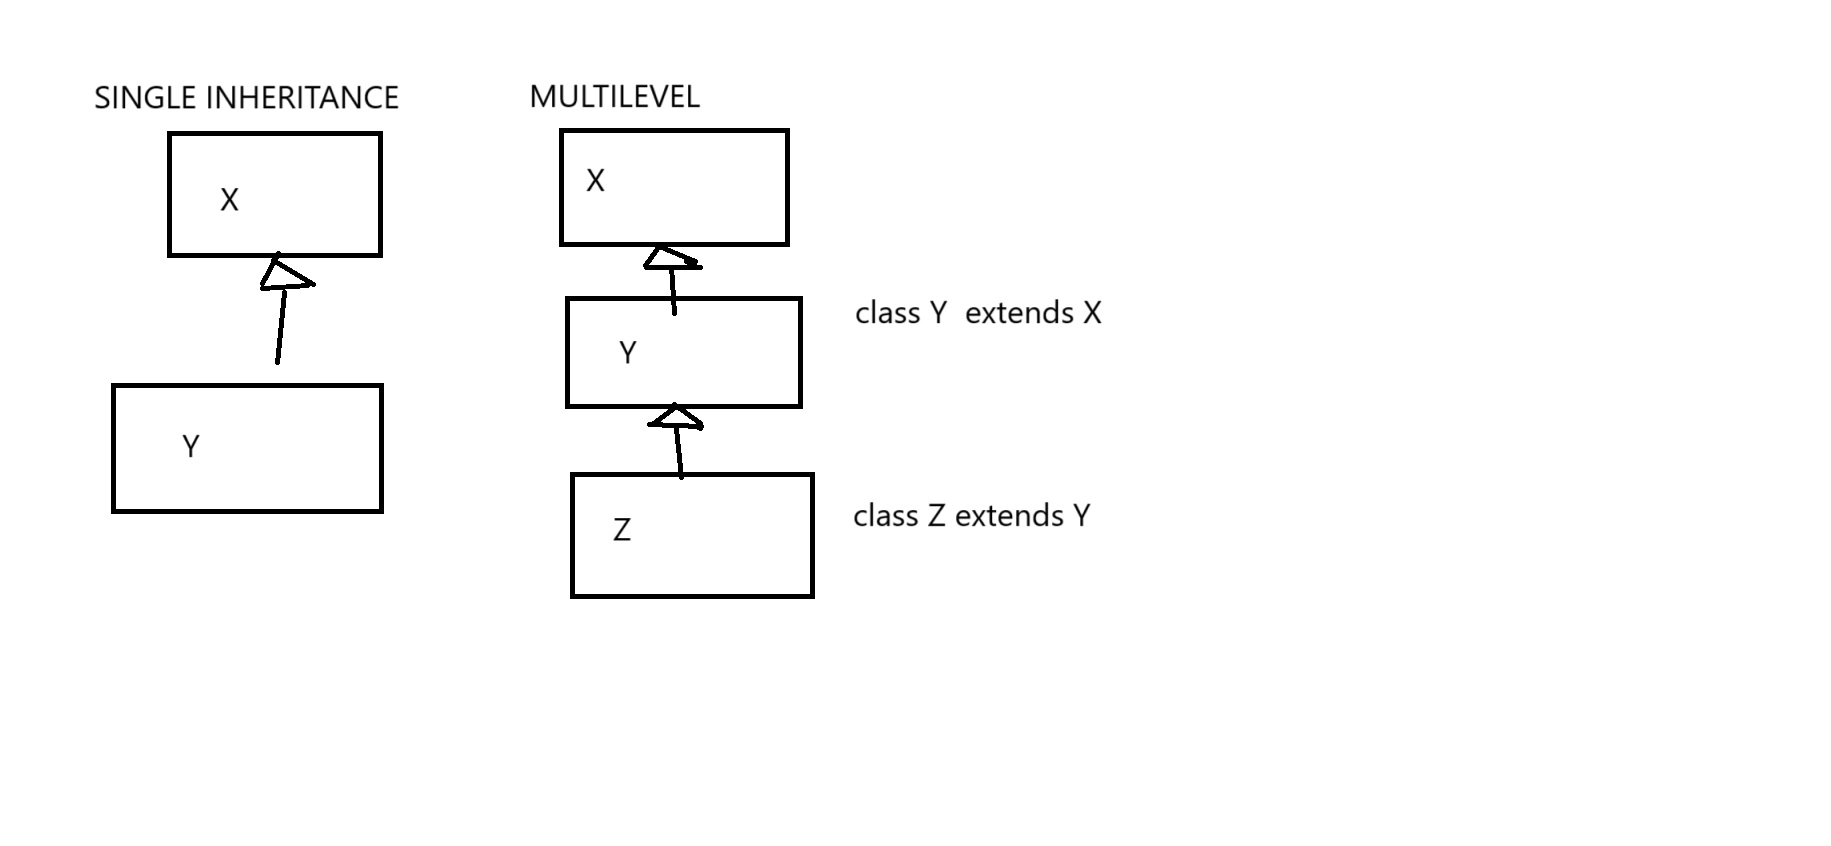 SINGLE INHERITANCE
X
Y
MULTILEVEL
X
Y
class Y  extends X
Z
class Z extends Y